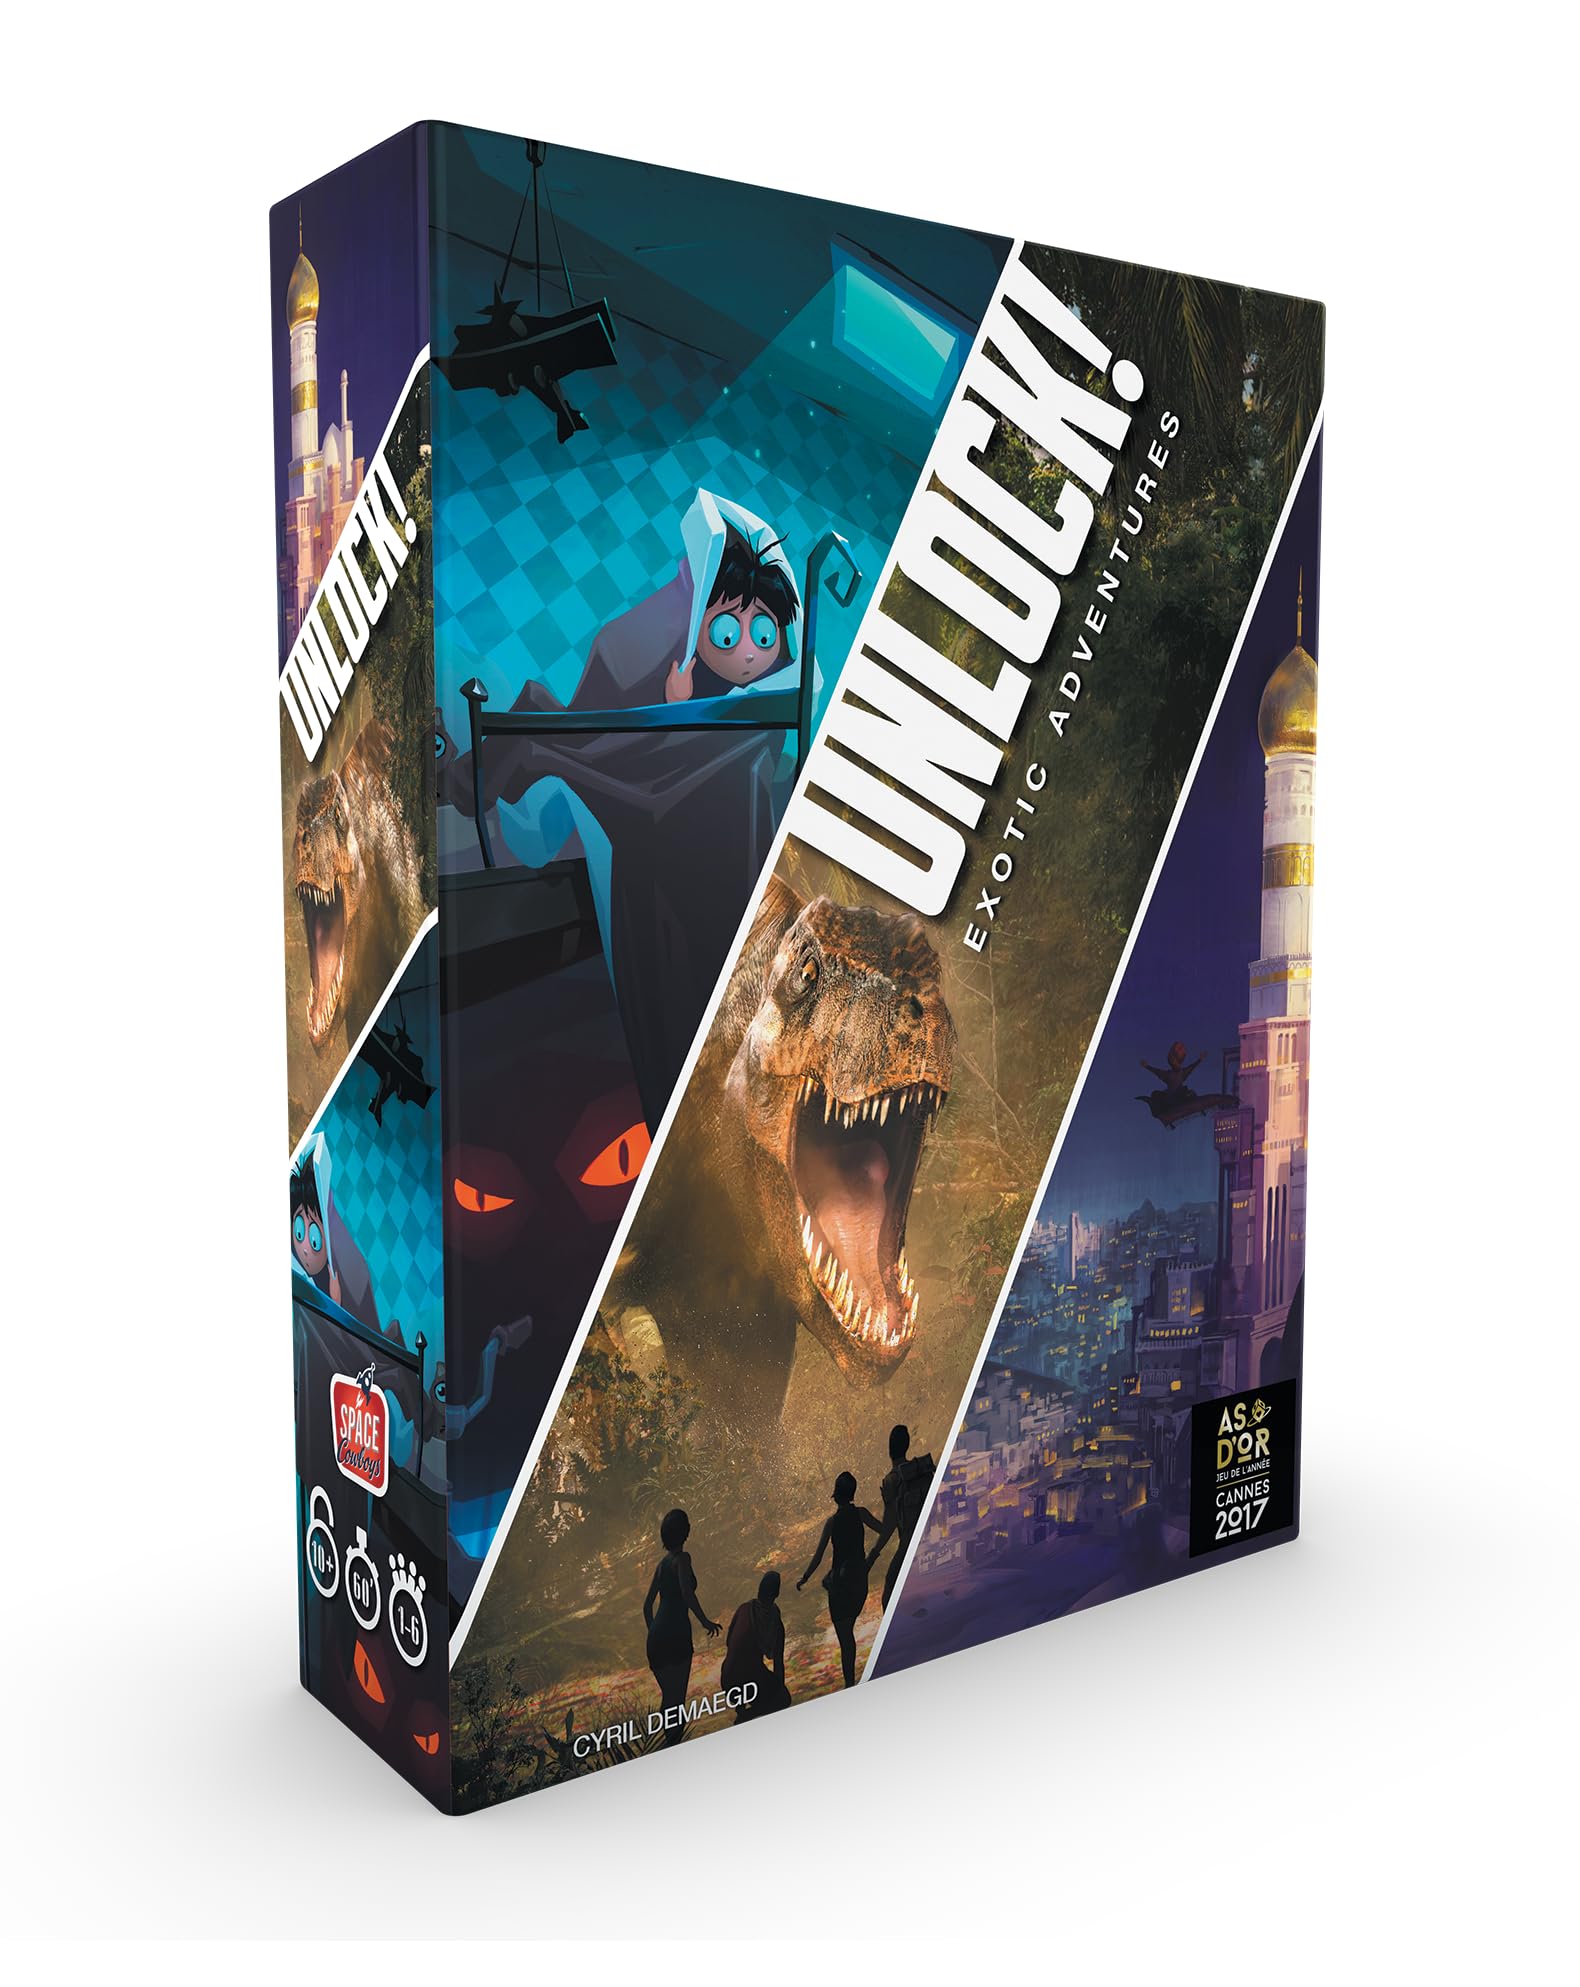 UNLOCK!
SPACE
Cowboys
10+
60'
1-6
UNLOCK!
EXOTIC ADVENTURES
CYRIL DEMAEGD
AS
D'OR
JEU DE L'ANNÉE
CANNES
2017